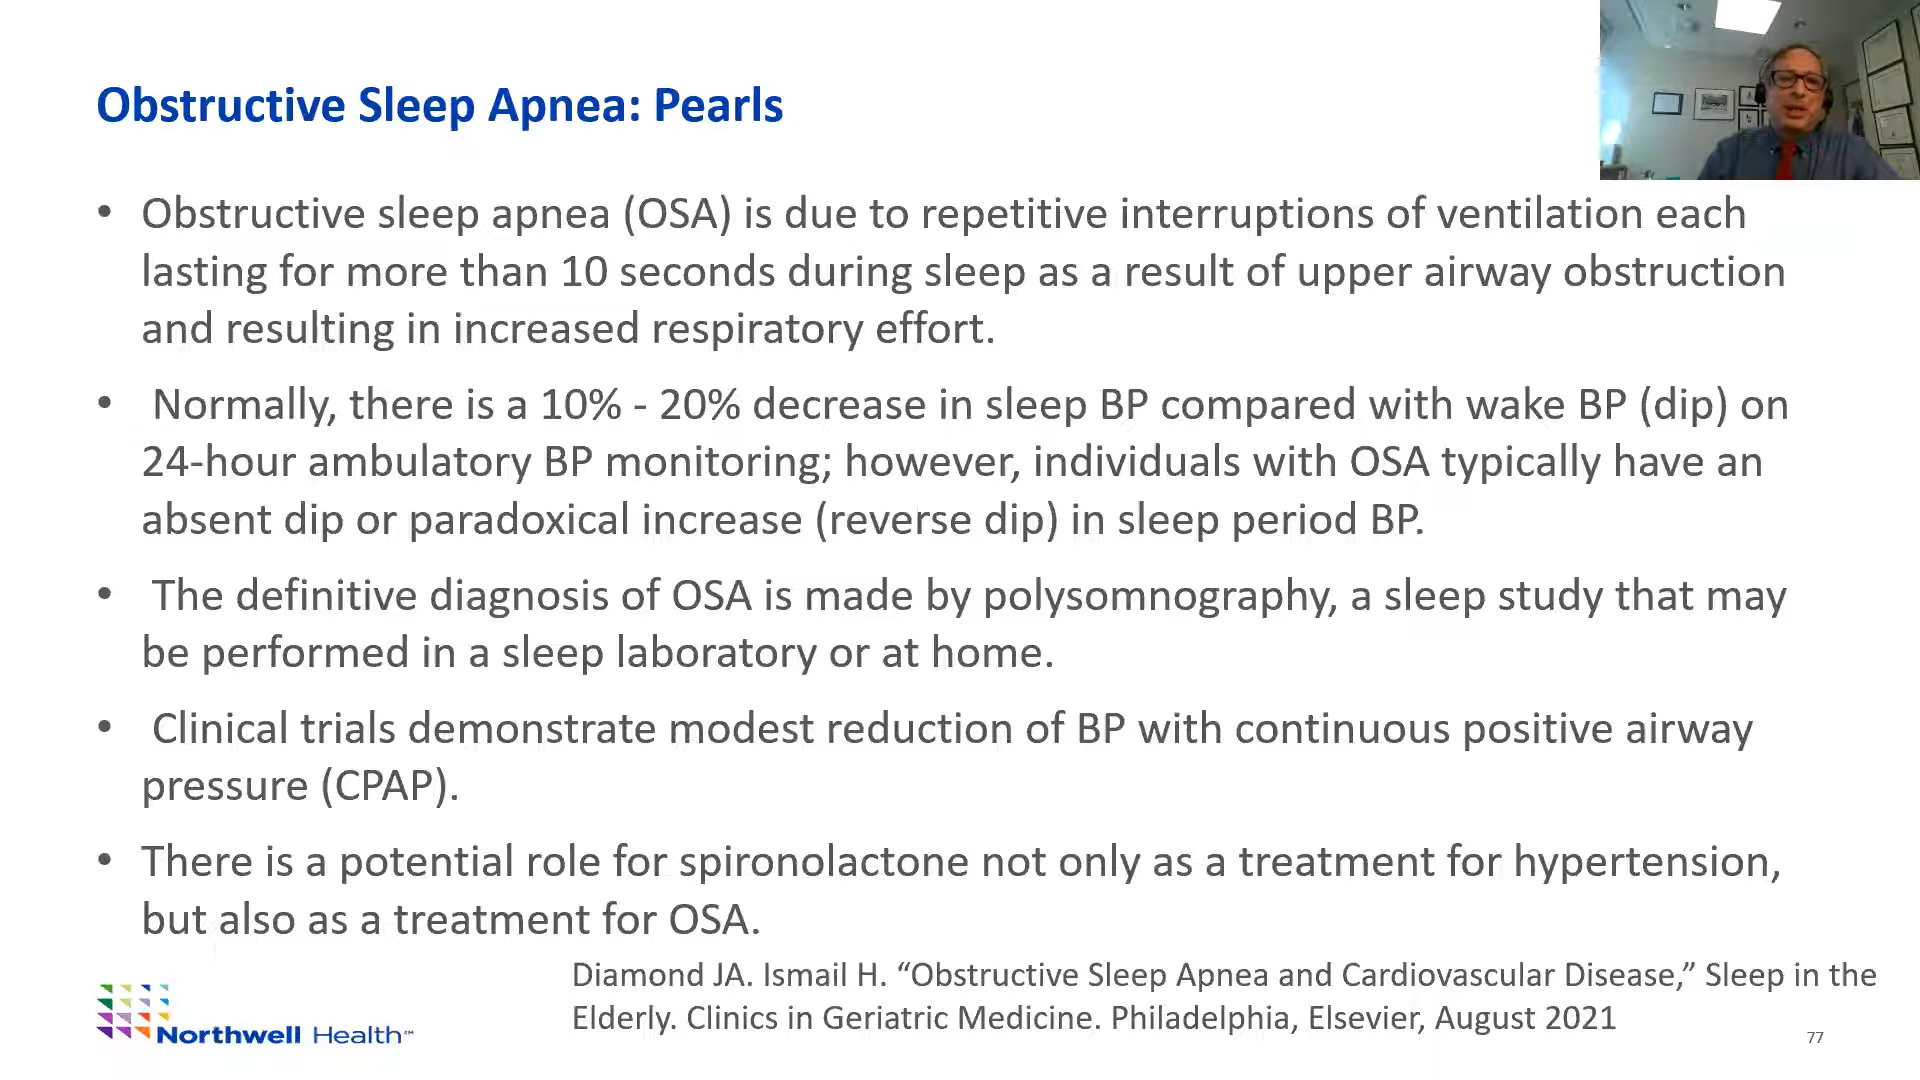 Obstructive Sleep Apnea: Pearls
• Obstructive sleep apnea (OSA) is due to repetitive interruptions of ventilation each
lasting for more than 10 seconds during sleep as a result of upper airway obstruction
and resulting in increased respiratory effort.
• Normally, there is a 10% - 20% decrease in sleep BP compared with wake BP (dip) on
24-hour ambulatory BP monitoring; however, individuals with OSA typically have an
absent dip or paradoxical increase (reverse dip) in sleep period BP.
• The definitive diagnosis of OSA is made by polysomnography, a sleep study that may
be performed in a sleep laboratory or at home.
• Clinical trials demonstrate modest reduction of BP with continuous positive airway
pressure (CPAP).
• There is a potential role for spironolactone not only as a treatment for hypertension,
but also as a treatment for OSA.
Diamond JA. Ismail H. “Obstructive Sleep Apnea and Cardiovascular Disease,” Sleep in the
Elderly. Clinics in Geriatric Medicine. Philadelphia, Elsevier, August 2021
Northwell Health℠
77